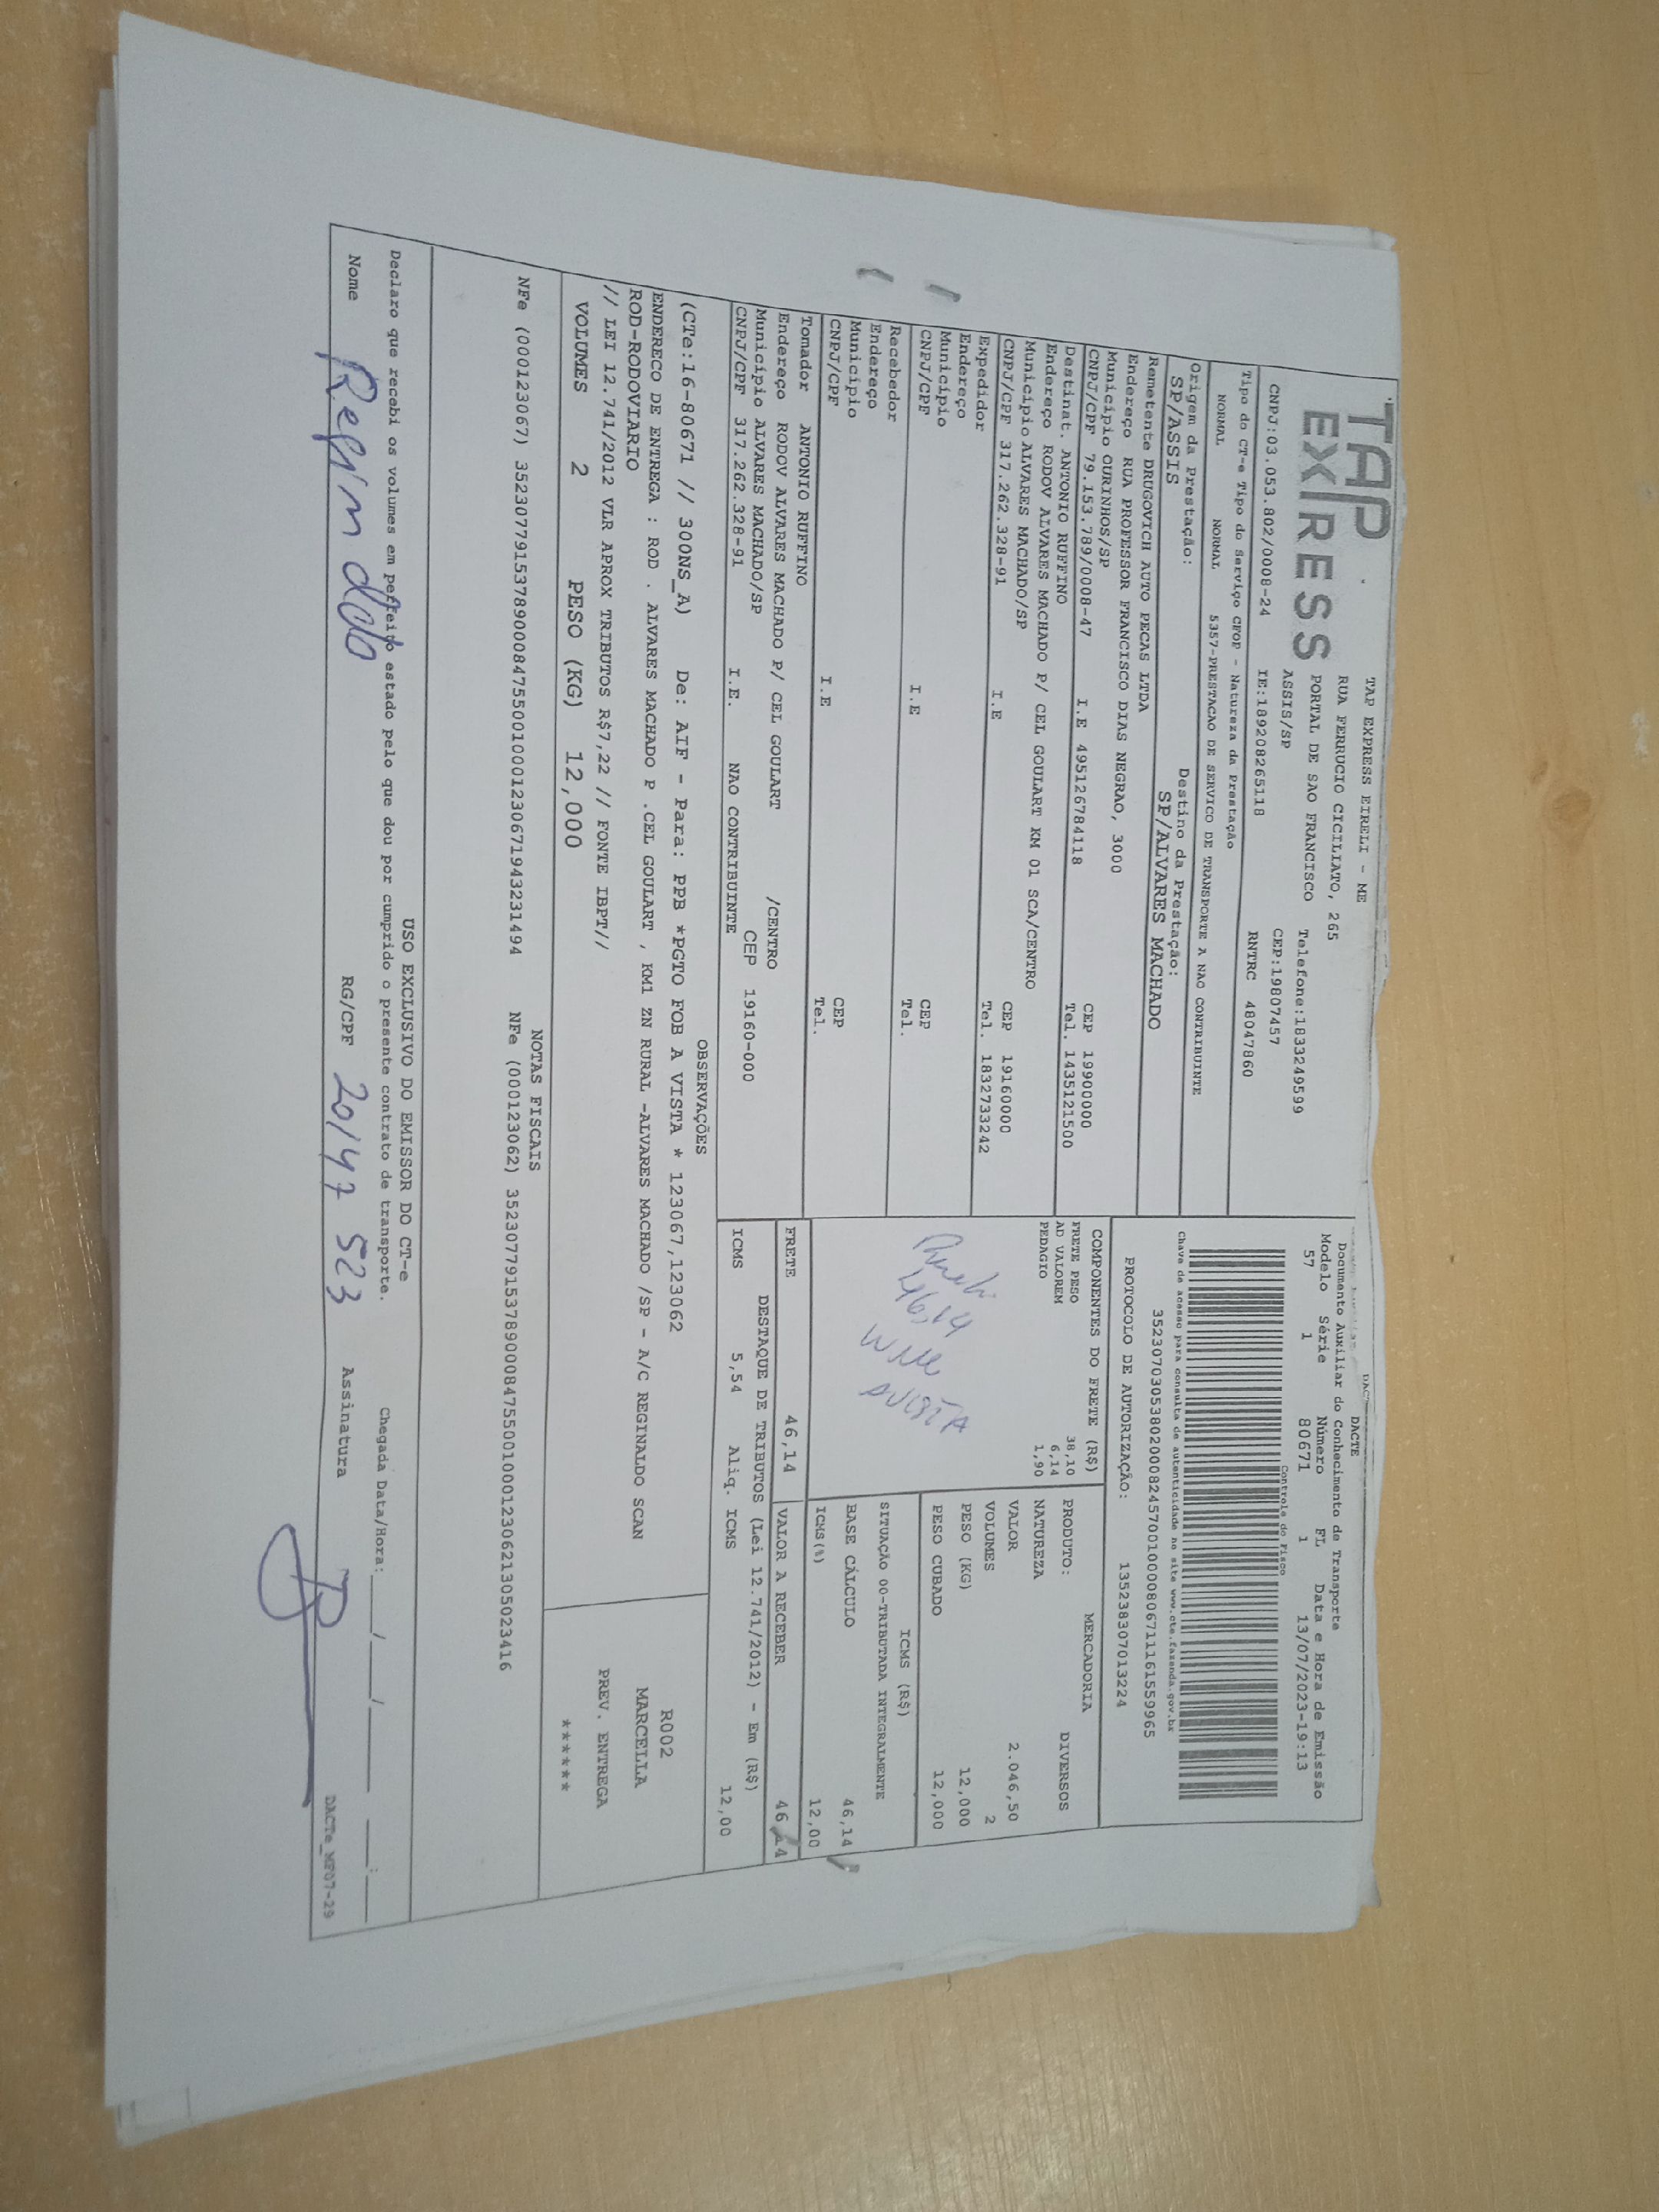 TAP EXPRESS
TAP EXPRESS EIRELI - ME
RUA FERRUCIO CICILIATO, 265
PORTAL DE SAO FRANCISCO Telefone:1833249599
ASSIS/SP CEP:19807457
CNPJ:03.053.802/0008-24 IE:189208265118 RNTRC 48047860
DACTE
Documento Auxiliar do Conhecimento de Transporte
Modelo Série Número FL Data e Hora de Emissão
57 1 80671 1 13/07/2023-19:13
Controle do Fisco
Chave de acesso para consulta de autenticidade no site www.cte.fazenda.gov.br
35230703053802000824570010000806711161559965
PROTOCOLO DE AUTORIZAÇÃO: 135238307013224
Tipo do CT-e Tipo do Serviço CFOP - Natureza da Prestação
NORMAL NORMAL 5357-PRESTACAO DE SERVICO DE TRANSPORTE A NAO CONTRIBUINTE
Origem da Prestação: Destino da Prestação:
SP/ASSIS SP/ALVARES MACHADO
Remetente DRUGOVICH AUTO PECAS LTDA
Endereço RUA PROFESSOR FRANCISCO DIAS NEGRAO, 3000
Município OURINHOS/SP CEP 19900000
CNPJ/CPF 79.153.789/0008-47 I.E 495126784118 Tel. 1435121500
Destinat. ANTONIO RUFFINO
Endereço RODOV ALVARES MACHADO P/ CEL GOULART KM 01 SCA/CENTRO
Município ALVARES MACHADO/SP CEP 19160000
CNPJ/CPF 317.262.328-91 I.E Tel. 1832733242
Expedidor
Endereço
Município CEP
CNPJ/CPF I.E Tel.
Recebedor
Endereço
Município CEP
CNPJ/CPF I.E Tel.
Tomador ANTONIO RUFFINO
Endereço RODOV ALVARES MACHADO P/ CEL GOULART /CENTRO
Município ALVARES MACHADO/SP CEP 19160-000
CNPJ/CPF 317.262.328-91 I.E. NAO CONTRIBUINTE
COMPONENTES DO FRETE (R$)
FRETE PESO 38,10
AD VALOREM 6,14
PEDAGIO 1,90
46,14
AVISTA
MERCADORIA
PRODUTO: DIVERSOS
NATUREZA
VALOR 2.046,50
VOLUMES 2
PESO (KG) 12,000
PESO CUBADO 12,000
ICMS (R$)
SITUAÇÃO 00-TRIBUTADA INTEGRALMENTE
BASE CÁLCULO 46,14
ICMS(%) 12,00
FRETE 46,14 VALOR A RECEBER 46,14
DESTAQUE DE TRIBUTOS (Lei 12.741/2012) - Em (R$)
ICMS 5,54 Aliq. ICMS 12,00
OBSERVAÇÕES
(CTe:16-80671 // 30ONS_A) De: AIF - Para: PPB *PGTO FOB A VISTA * 123067,123062
ENDERECO DE ENTREGA : ROD . ALVARES MACHADO P .CEL GOULART , KM1 ZN RURAL -ALVARES MACHADO /SP - A/C REGINALDO SCAN
ROD-RODOVIARIO
// LEI 12.741/2012 VLR APROX TRIBUTOS R$7,22 // FONTE IBPT//
R002
MARCELLA
PREV. ENTREGA
******
VOLUMES 2 PESO (KG) 12,000
NOTAS FISCAIS
NFe (000123067) 35230779153789000847550010001230671943231494 NFe (000123062) 35230779153789000847550010001230621305023416
USO EXCLUSIVO DO EMISSOR DO CT-e
Declaro que recebi os volumes em perfeito estado pelo que dou por cumprido o presente contrato de transporte. Chegada Data/Hora:____/____/____ __:__
Nome RG/CPF 20147 523 Assinatura
DACTe_MF07-29